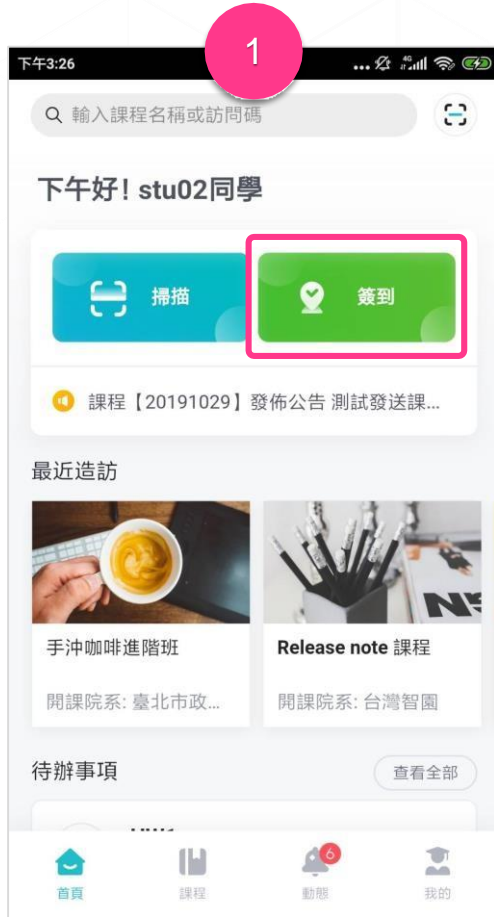 1
下午3:26
... 4G
輸入課程名稱或訪問碼
下午好! stu02同學
掃描
簽到
課程【20191029】發佈公告 測試發送課...
最近造訪
手沖咖啡進階班
Release note 課程
開課院系: 臺北市政...
開課院系: 台灣智園
待辦事項
查看全部
6
首頁
課程
動態
我的